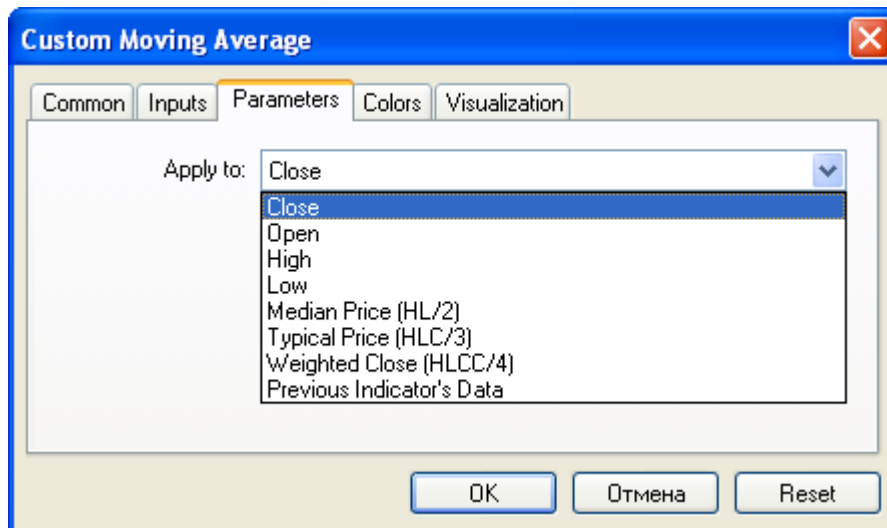 Custom Moving Average
Common Inputs Parameters Colors Visualization
Apply to: Close
Close
Open
High
Low
Median Price (HL/2)
Typical Price (HLC/3)
Weighted Close (HLCC/4)
Previous Indicator's Data
OK Отмена Reset